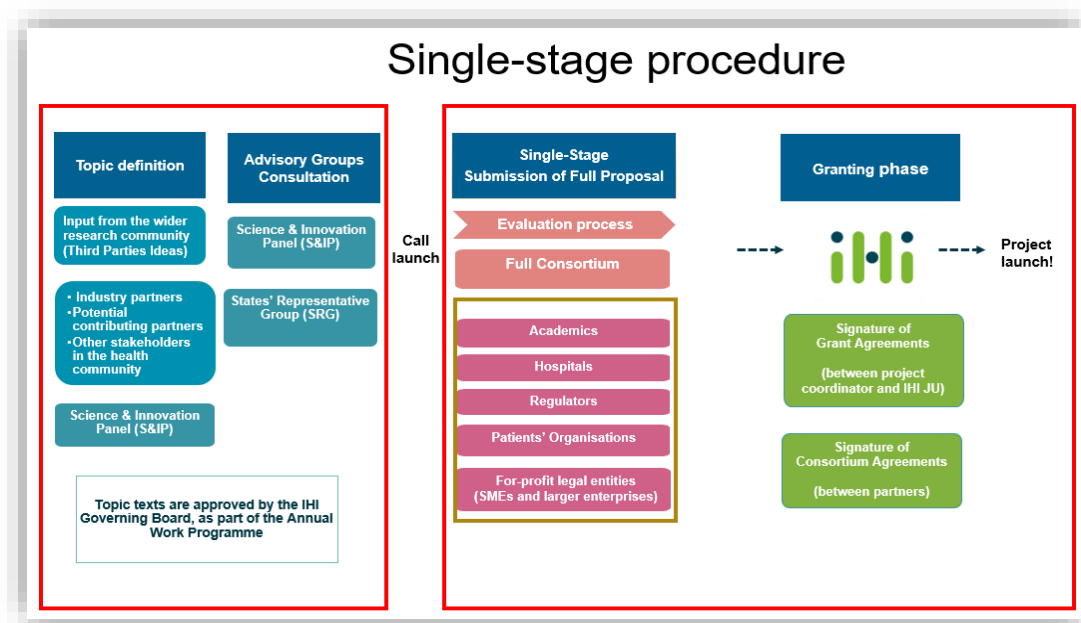 Single-stage procedure
Topic definition
Input from the wider
research community
(Third Parties Ideas)
• Industry partners
• Potential
contributing partners
• Other stakeholders
in the health
community
Science & Innovation
Panel (S&IP)
Advisory Groups
Consultation
Science & Innovation
Panel (S&IP)
States' Representative
Group (SRG)
Topic texts are approved by the IHI
Governing Board, as part of the Annual
Work Programme
Call
launch
Single-Stage
Submission of Full Proposal
Evaluation process
Full Consortium
Academics
Hospitals
Regulators
Patients' Organisations
For-profit legal entities
(SMEs and larger enterprises)
Granting phase
ihi
Signature of
Grant Agreements
(between project
coordinator and IHI JU)
Signature of
Consortium Agreements
(between partners)
Project
launch!